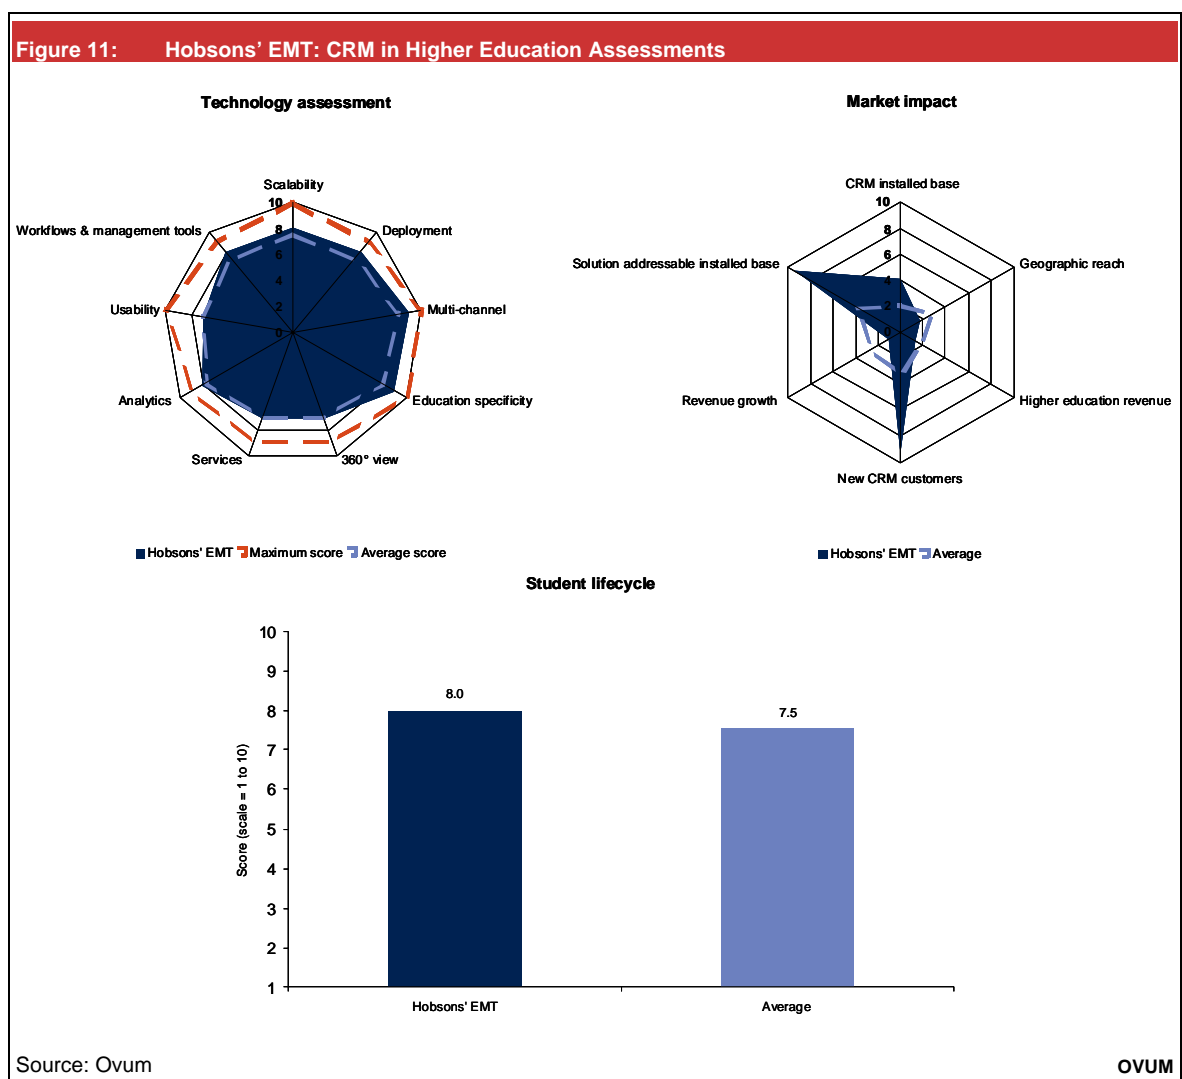 Figure 11: Hobsons’ EMT: CRM in Higher Education Assessments
Technology assessment
Scalability
10
8
6
4
2
0
Deployment
Multi-channel
Education specificity
360° view
Services
Analytics
Usability
Workflows & management tools
Hobsons' EMT Maximum score Average score
Market impact
CRM installed base
10
8
6
4
2
0
Geographic reach
Higher education revenue
New CRM customers
Revenue growth
Solution addressable installed base
Hobsons' EMT Average
Student lifecycle
Score (scale = 1 to 10)
10
9
8
7
6
5
4
3
2
1
8.0
7.5
Hobsons' EMT
Average
Source: Ovum
OVUM